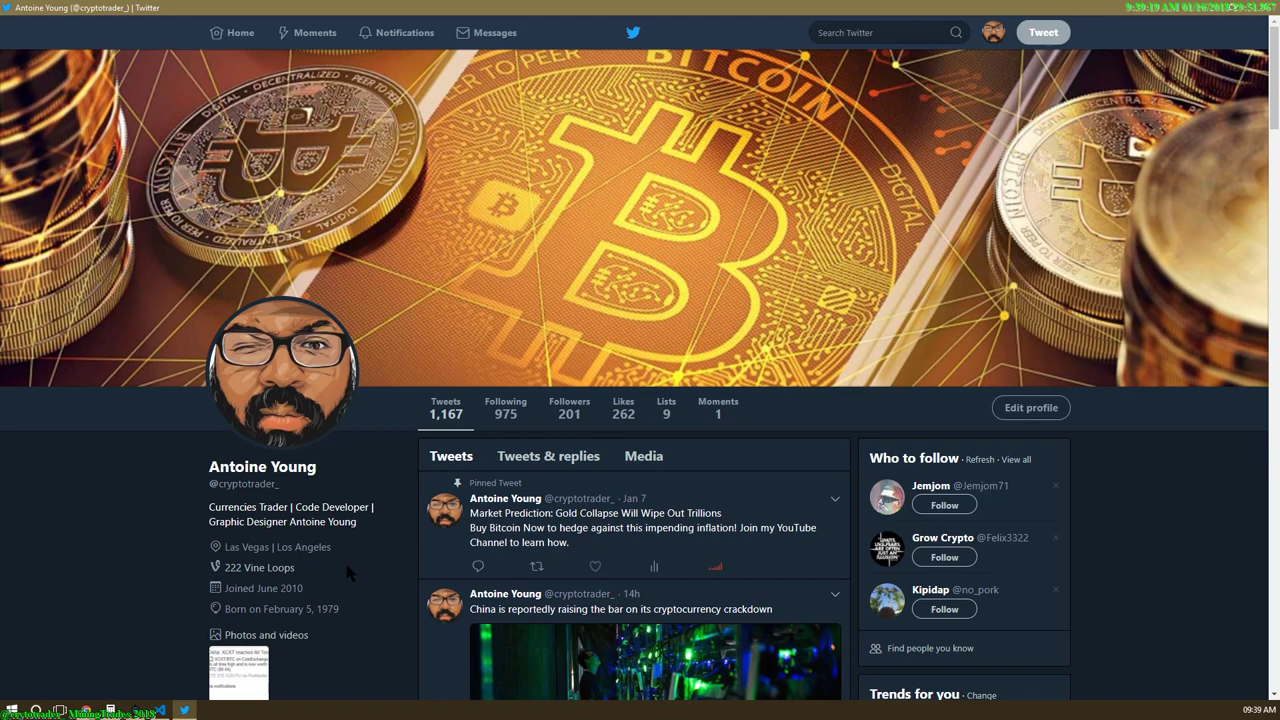 Antoine Young (@cryptotrader_) | Twitter
Home
Moments
Notifications
Messages
Search Twitter
Tweet
BITCOIN
DIGITAL
DECENTRALIZED
Tweets
1,167
Following
975
Followers
201
Likes
262
Lists
9
Moments
1
Edit profile
Antoine Young
@cryptotrader_
Currencies Trader | Code Developer |
Graphic Designer Antoine Young
Las Vegas | Los Angeles
222 Vine Loops
Joined June 2010
Born on February 5, 1979
Photos and videos
Tweets
Tweets & replies
Media
Pinned Tweet
Antoine Young @cryptotrader_ · Jan 7
Market Prediction: Gold Collapse Will Wipe Out Trillions
Buy Bitcoin Now to hedge against this impending inflation! Join my YouTube
Channel to learn how.
Antoine Young @cryptotrader_ · 14h
China is reportedly raising the bar on its cryptocurrency crackdown
Who to follow · Refresh · View all
Jemjom @Jemjom71
Follow
Grow Crypto @Felix3322
Follow
Kipidap @no_pork
Follow
Find people you know
Trends for you · Change
09:39 AM